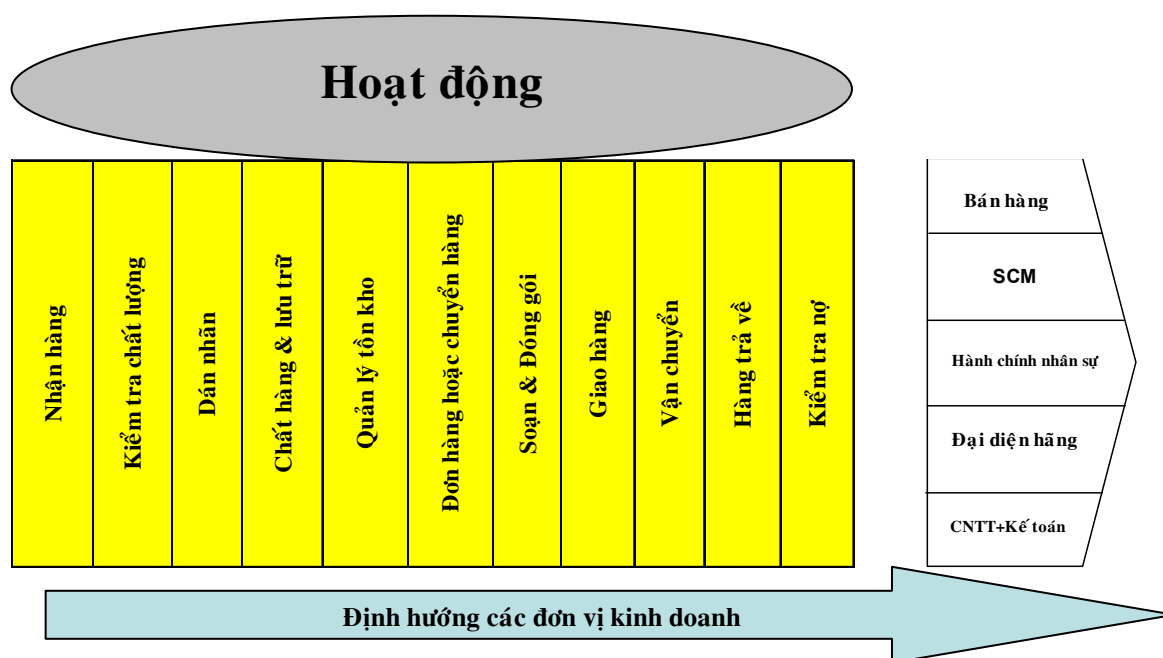 Hoạt động
Nhận hàng
Kiểm tra chất lượng
Dán nhãn
Chất hàng & lưu trữ
Quản lý tồn kho
Đơn hàng hoặc chuyển hàng
Soạn & Đóng gói
Giao hàng
Vận chuyển
Hàng trả về
Kiểm tra nợ
Bán hàng
SCM
Hành chính nhân sự
Đại diện hãng
CNTT+Kế toán
Định hướng các đơn vị kinh doanh